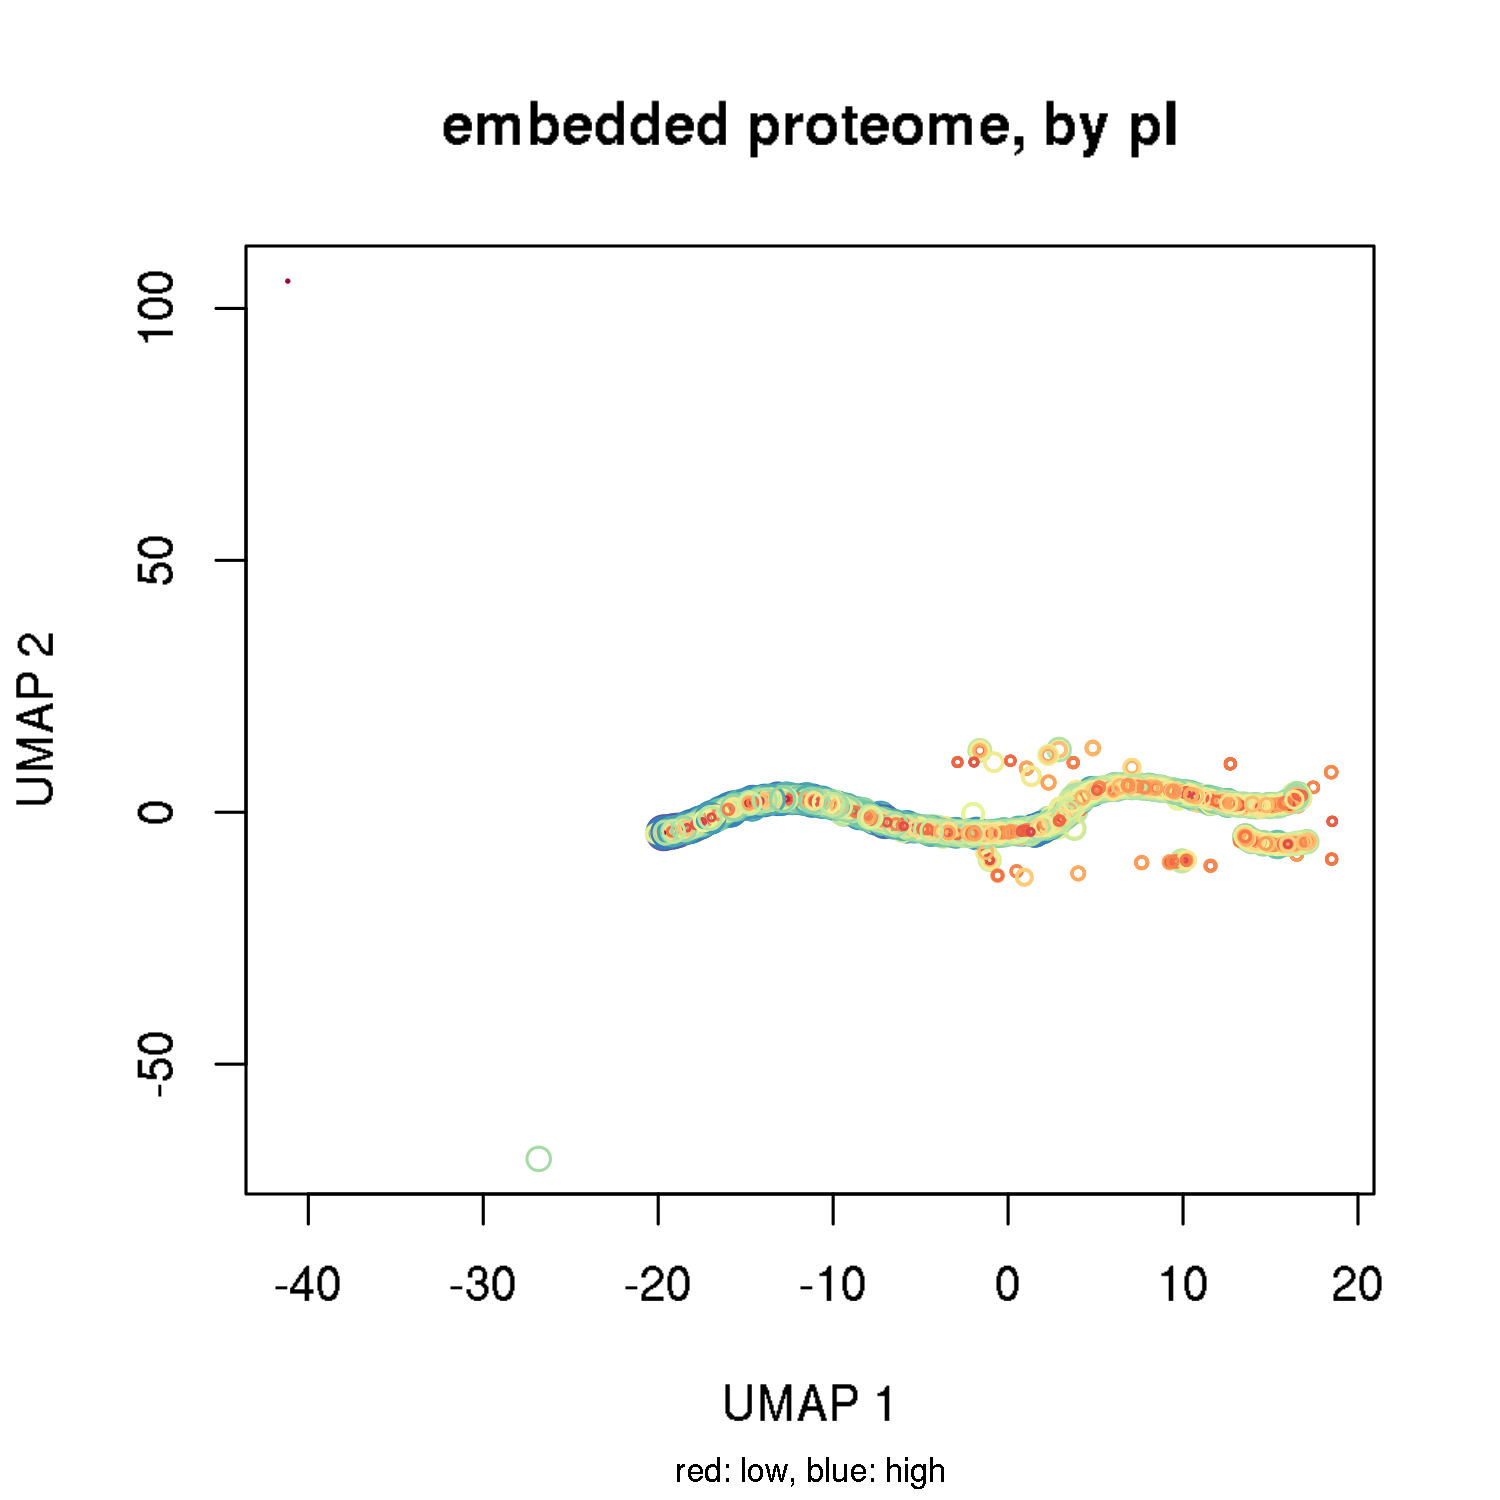 embedded proteome, by pI
100
50
0
-50
UMAP 2
-40 -30 -20 -10 0 10 20
UMAP 1
red: low, blue: high